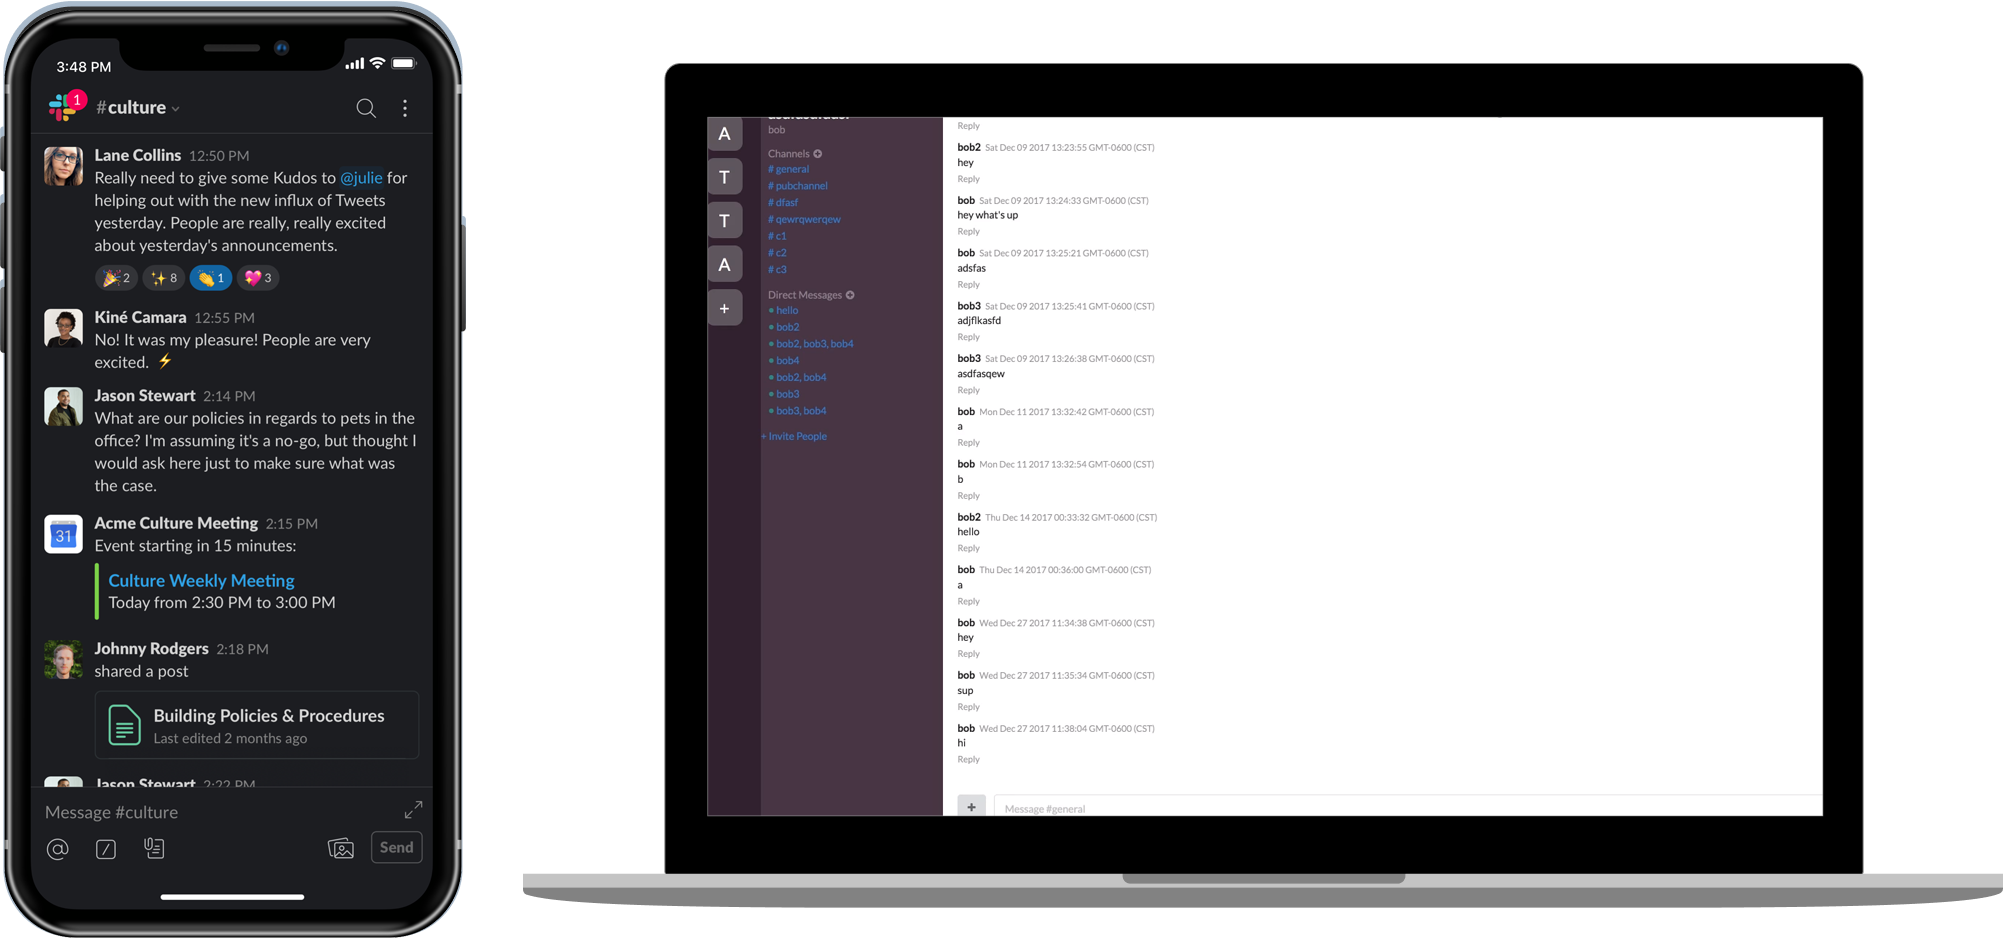 3:48 PM
1
#culture
Lane Collins 12:50 PM
Really need to give some Kudos to @julie for
helping out with the new influx of Tweets
yesterday. People are really, really excited
about yesterday's announcements.
2 8 1 3
Kiné Camara 12:55 PM
No! It was my pleasure! People are very
excited.
Jason Stewart 2:14 PM
What are our policies in regards to pets in the
office? I'm assuming it's a no-go, but thought I
would ask here just to make sure what was
the case.
31
Acme Culture Meeting 2:15 PM
Event starting in 15 minutes:
Culture Weekly Meeting
Today from 2:30 PM to 3:00 PM
Johnny Rodgers 2:18 PM
shared a post
Building Policies & Procedures
Last edited 2 months ago
Jason Stewart 2:22 PM
Message #culture
@ /
Send
A
T
T
A
+
bob
Channels
# general
# pubchannel
# dfasf
# qewrqwerqew
# c1
# c2
# c3
Direct Messages
hello
bob2
bob2, bob3, bob4
bob4
bob2, bob4
bob3
bob3, bob4
+ Invite People
Reply
bob2 Sat Dec 09 2017 13:23:55 GMT-0600 (CST)
hey
Reply
bob Sat Dec 09 2017 13:24:33 GMT-0600 (CST)
hey what's up
Reply
bob Sat Dec 09 2017 13:25:21 GMT-0600 (CST)
adsfas
Reply
bob3 Sat Dec 09 2017 13:25:41 GMT-0600 (CST)
adjflkasfd
Reply
bob3 Sat Dec 09 2017 13:26:38 GMT-0600 (CST)
asdfasqew
Reply
bob Mon Dec 11 2017 13:32:42 GMT-0600 (CST)
a
Reply
bob Mon Dec 11 2017 13:32:54 GMT-0600 (CST)
b
Reply
bob2 Thu Dec 14 2017 00:33:32 GMT-0600 (CST)
hello
Reply
bob Thu Dec 14 2017 00:36:00 GMT-0600 (CST)
a
Reply
bob Wed Dec 27 2017 11:34:38 GMT-0600 (CST)
hey
Reply
bob Wed Dec 27 2017 11:35:34 GMT-0600 (CST)
sup
Reply
bob Wed Dec 27 2017 11:38:04 GMT-0600 (CST)
hi
Reply
+
Message #general